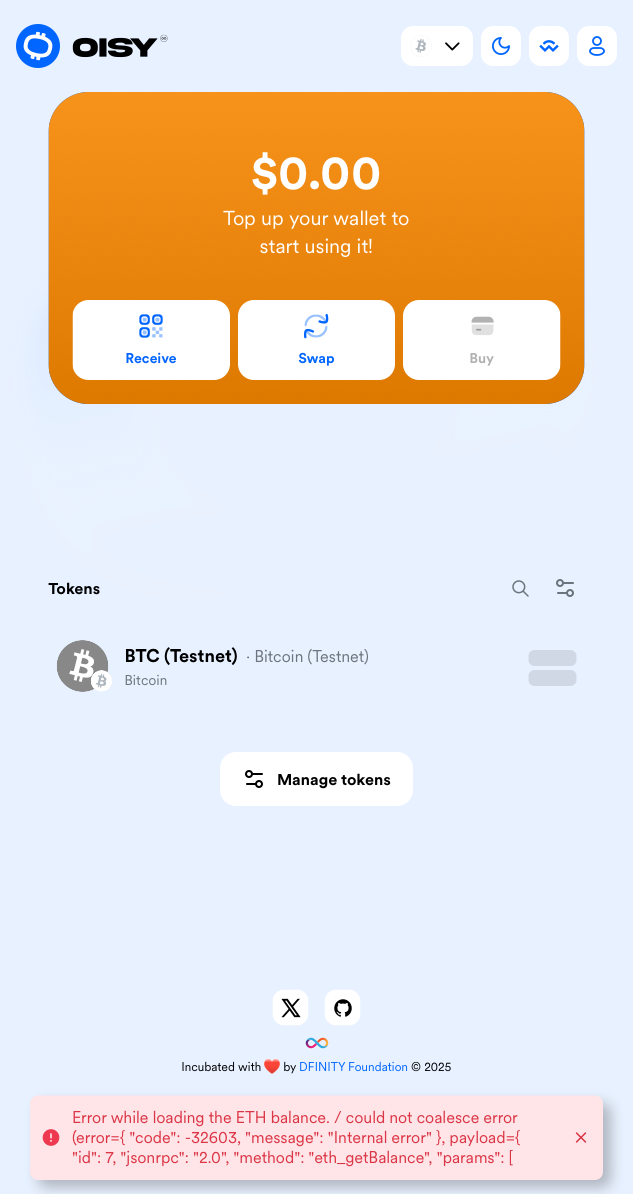 OISY
$0.00
Top up your wallet to
start using it!
Receive
Swap
Buy
Tokens
BTC (Testnet) · Bitcoin (Testnet)
Bitcoin
Manage tokens
Incubated with ❤️ by DFINITY Foundation © 2025
Error while loading the ETH balance. / could not coalesce error
(error={ "code": -32603, "message": "Internal error" }, payload={
"id": 7, "jsonrpc": "2.0", "method": "eth_getBalance", "params": [